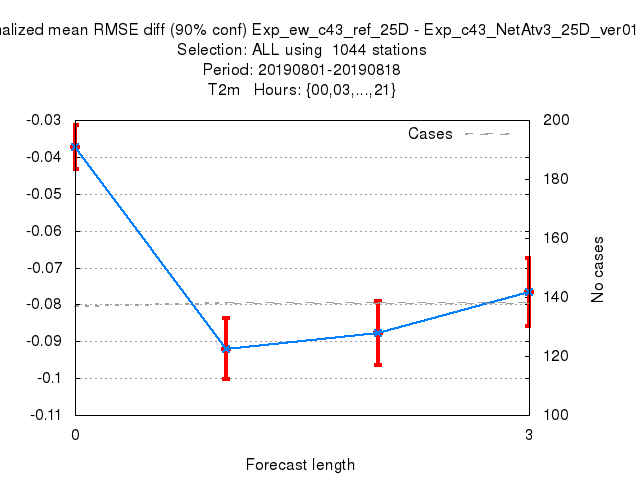 nalized mean RMSE diff (90% conf) Exp_ew_c43_ref_25D - Exp_c43_NetAtv3_25D_ver01
Selection: ALL using 1044 stations
Period: 20190801-20190818
T2m Hours: {00,03,...,21}
Cases
-0.03
-0.04
-0.05
-0.06
-0.07
-0.08
-0.09
-0.1
-0.11
200
180
160
140
120
100
No cases
0
3
Forecast length